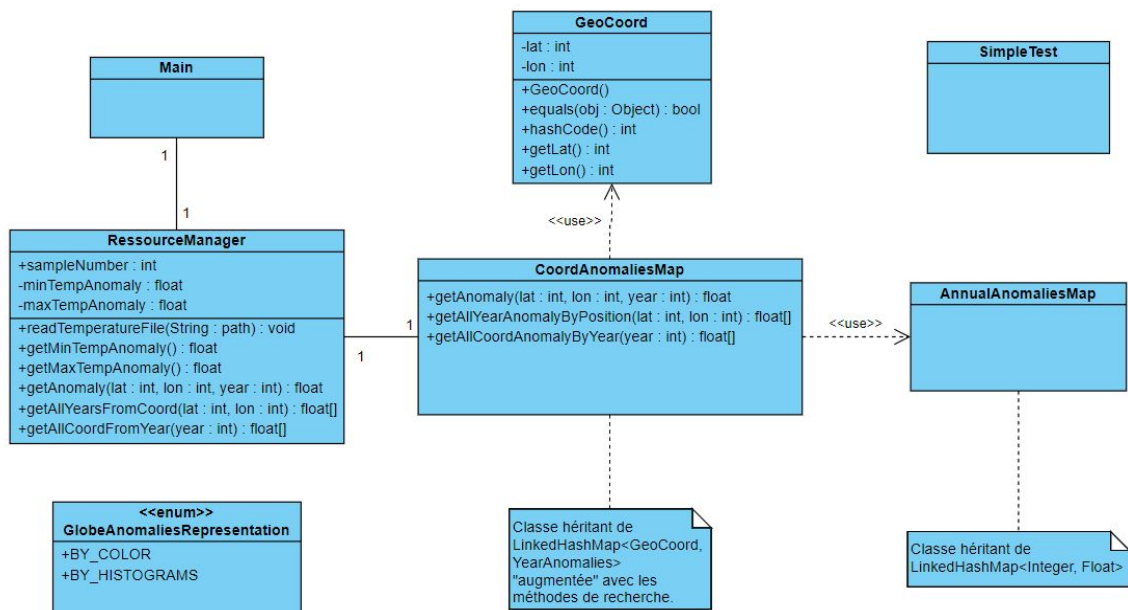 GeoCoord
-lat : int
-lon : int
+GeoCoord()
+equals(obj : Object) : bool
+hashCode() : int
+getLat() : int
+getLon() : int
SimpleTest
Main
1
1
<<use>>
RessourceManager
+sampleNumber : int
-minTempAnomaly : float
-maxTempAnomaly : float
+readTemperatureFile(String : path) : void
+getMinTempAnomaly() : float
+getMaxTempAnomaly() : float
+getAnomaly(lat : int, lon : int, year : int) : float
+getAllYearsFromCoord(lat : int, lon : int) : float[]
+getAllCoordFromYear(year : int) : float[]
1
1
CoordAnomaliesMap
+getAnomaly(lat : int, lon : int, year : int) : float
+getAllYearAnomalyByPosition(lat : int, lon : int) : float[]
+getAllCoordAnomalyByYear(year : int) : float[]
<<use>>
AnnualAnomaliesMap
<<enum>>
GlobeAnomaliesRepresentation
+BY_COLOR
+BY_HISTOGRAMS
Classe héritant de
LinkedHashMap<GeoCoord,
YearAnomalies>
"augmentée" avec les
méthodes de recherche.
Classe héritant de
LinkedHashMap<Integer, Float>